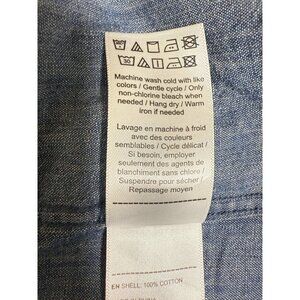 Machine wash cold with like
colors / Gentle cycle / Only
non-chlorine bleach when
needed / Hang dry / Warm
iron if needed
Lavage en machine à froid
avec des couleurs
semblables / Cycle délicat /
Si besoin, employer
seulement des agents de
blanchiment sans chlore /
Suspendre pour sécher /
Repassage moyen
EN SHELL: 100% COTTON